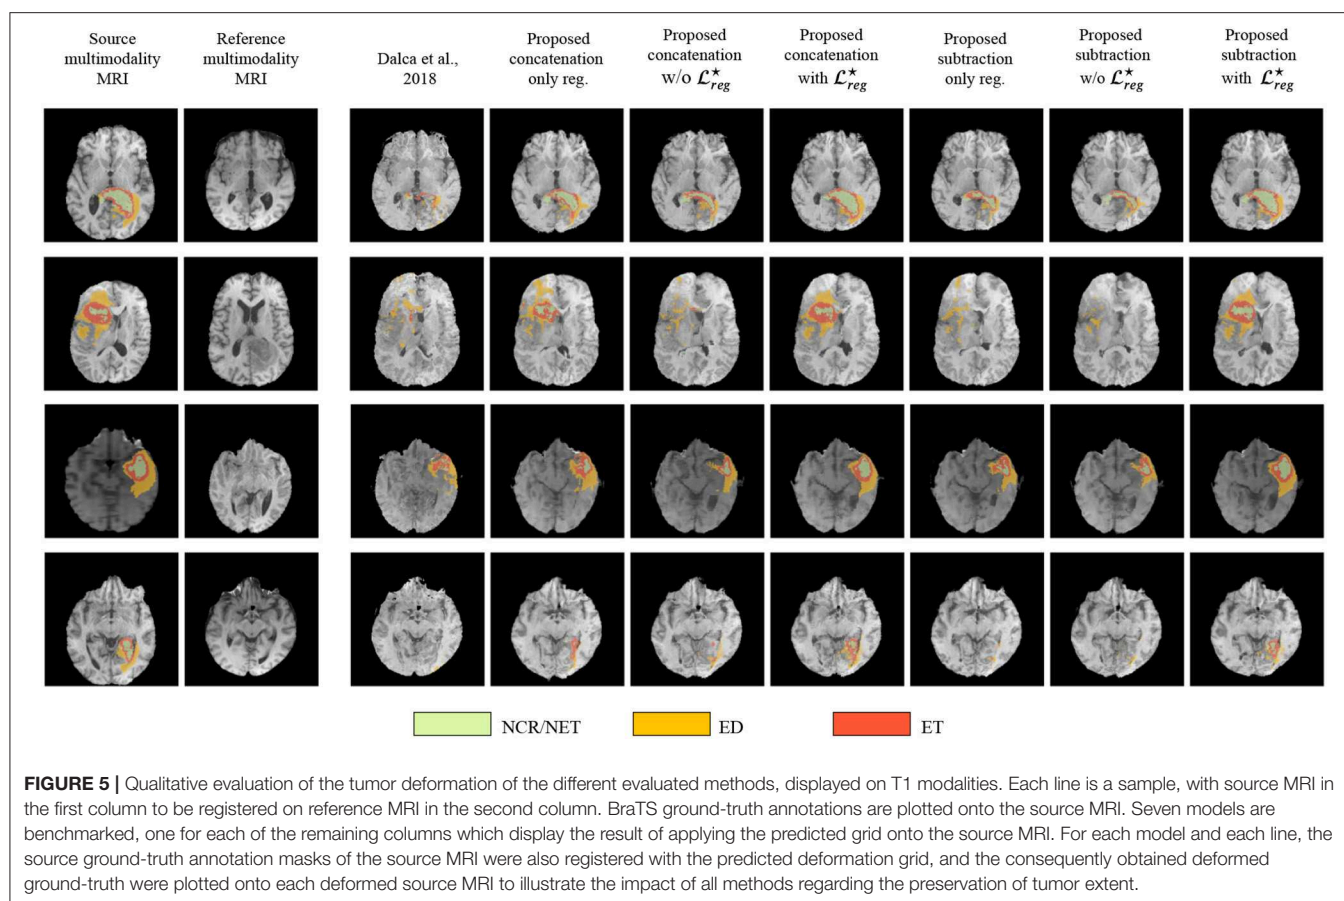 Source multimodality MRI
Reference multimodality MRI
Dalca et al., 2018
Proposed concatenation only reg.
Proposed concatenation w/o 𝓛★reg
Proposed concatenation with 𝓛★reg
Proposed subtraction only reg.
Proposed subtraction w/o 𝓛★reg
Proposed subtraction with 𝓛★reg
NCR/NET
ED
ET
FIGURE 5 | Qualitative evaluation of the tumor deformation of the different evaluated methods, displayed on T1 modalities. Each line is a sample, with source MRI in
the first column to be registered on reference MRI in the second column. BraTS ground-truth annotations are plotted onto the source MRI. Seven models are
benchmarked, one for each of the remaining columns which display the result of applying the predicted grid onto the source MRI. For each model and each line, the
source ground-truth annotation masks of the source MRI were also registered with the predicted deformation grid, and the consequently obtained deformed
ground-truth were plotted onto each deformed source MRI to illustrate the impact of all methods regarding the preservation of tumor extent.